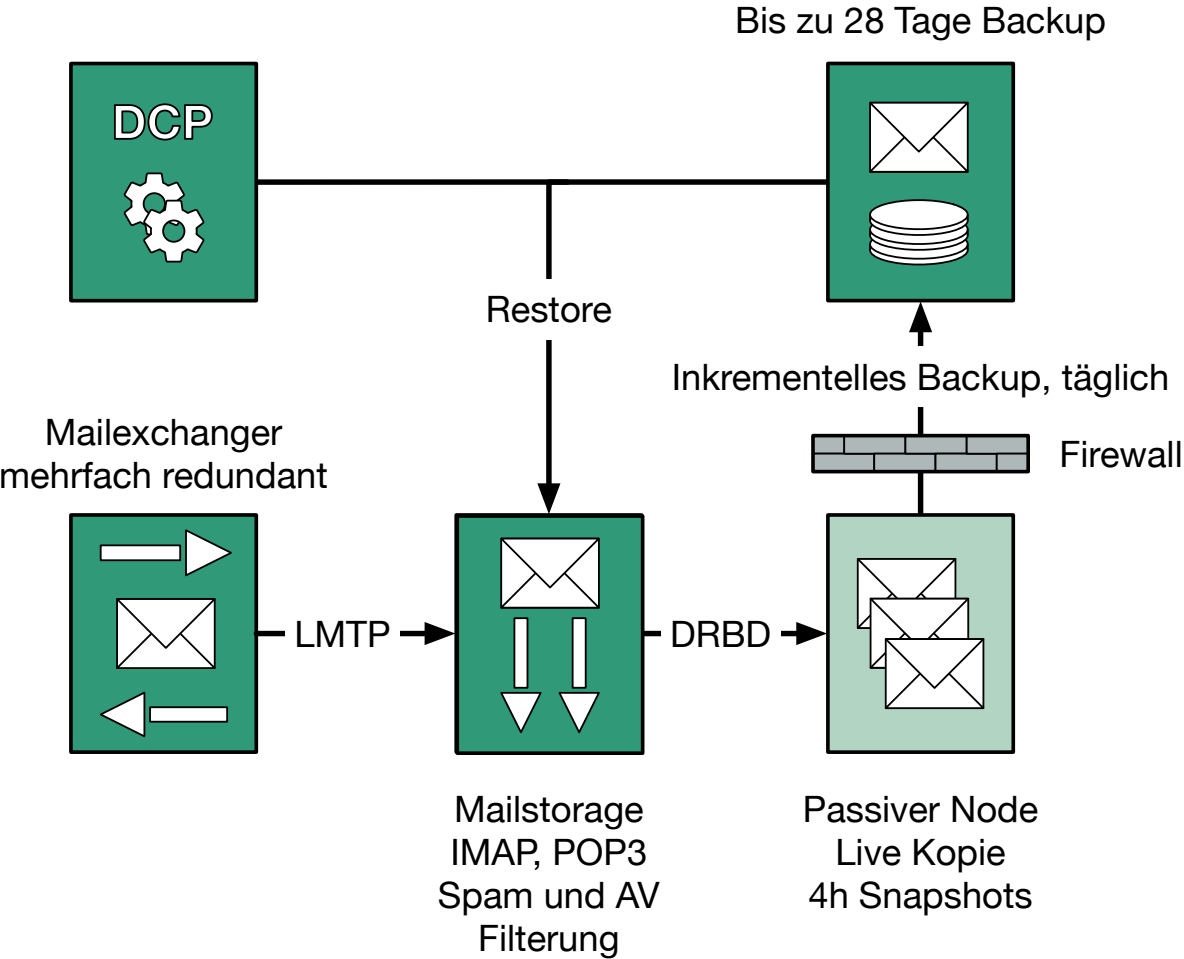 Bis zu 28 Tage Backup
DCP
Restore
Inkrementelles Backup, täglich
Firewall
Mailexchanger
mehrfach redundant
LMTP
DRBD
Mailstorage
IMAP, POP3
Spam und AV
Filterung
Passiver Node
Live Kopie
4h Snapshots